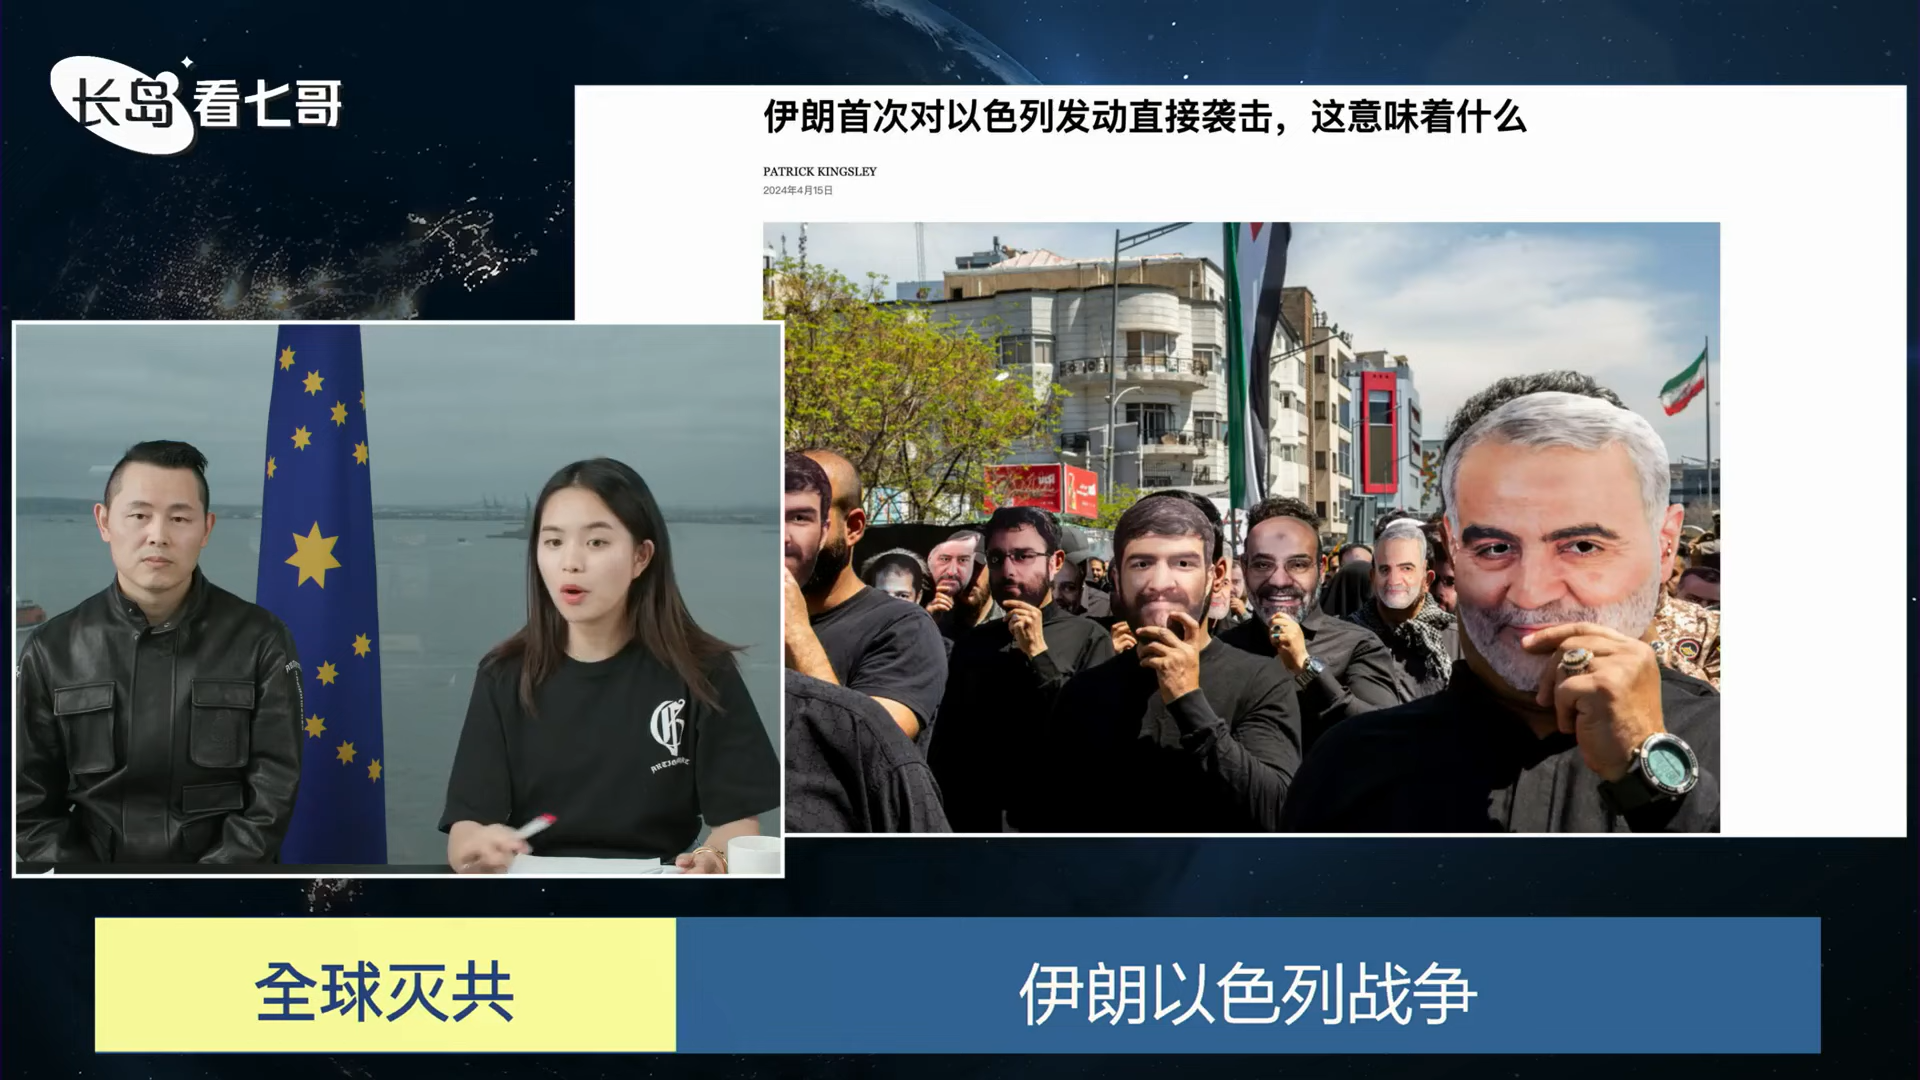 长岛看七哥
伊朗首次对以色列发动直接袭击，这意味着什么
PATRICK KINGSLEY
2024年4月15日
全球灭共
伊朗以色列战争